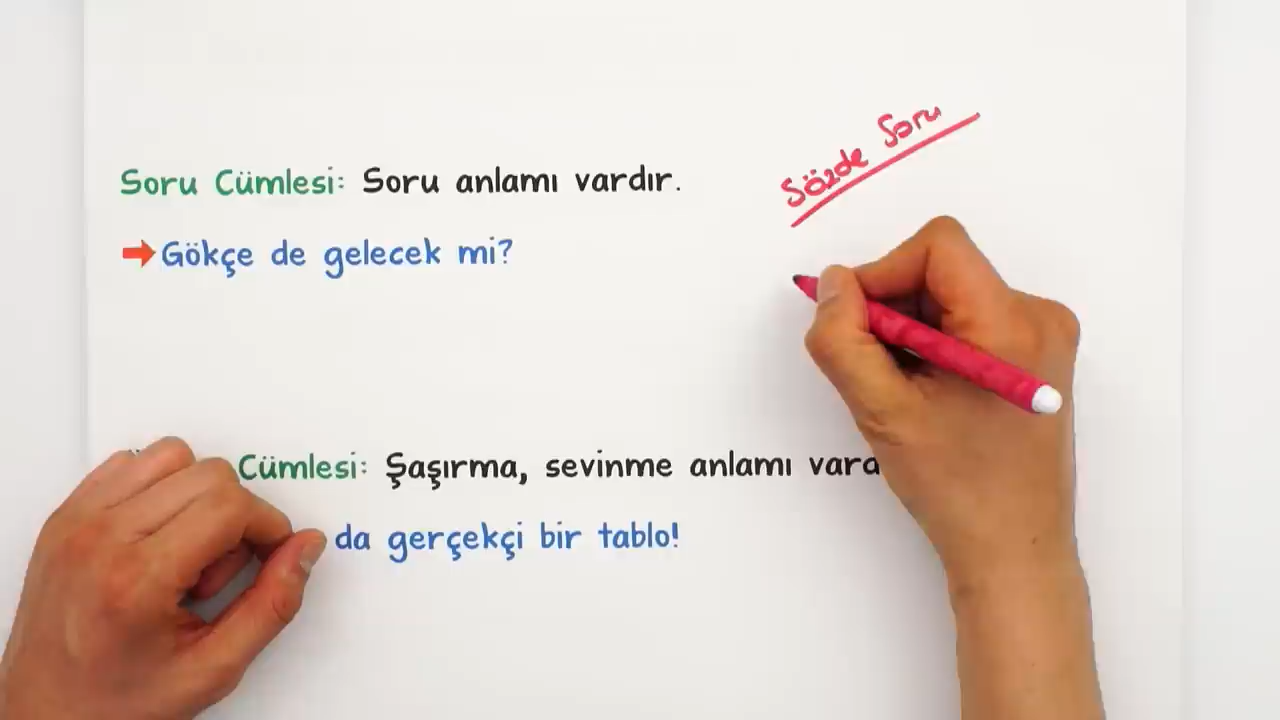 Sözde Soru
Soru Cümlesi: Soru anlamı vardır.
Gökçe de gelecek mi?
Cümlesi: Şaşırma, sevinme anlamı
da gerçekçi bir tablo!